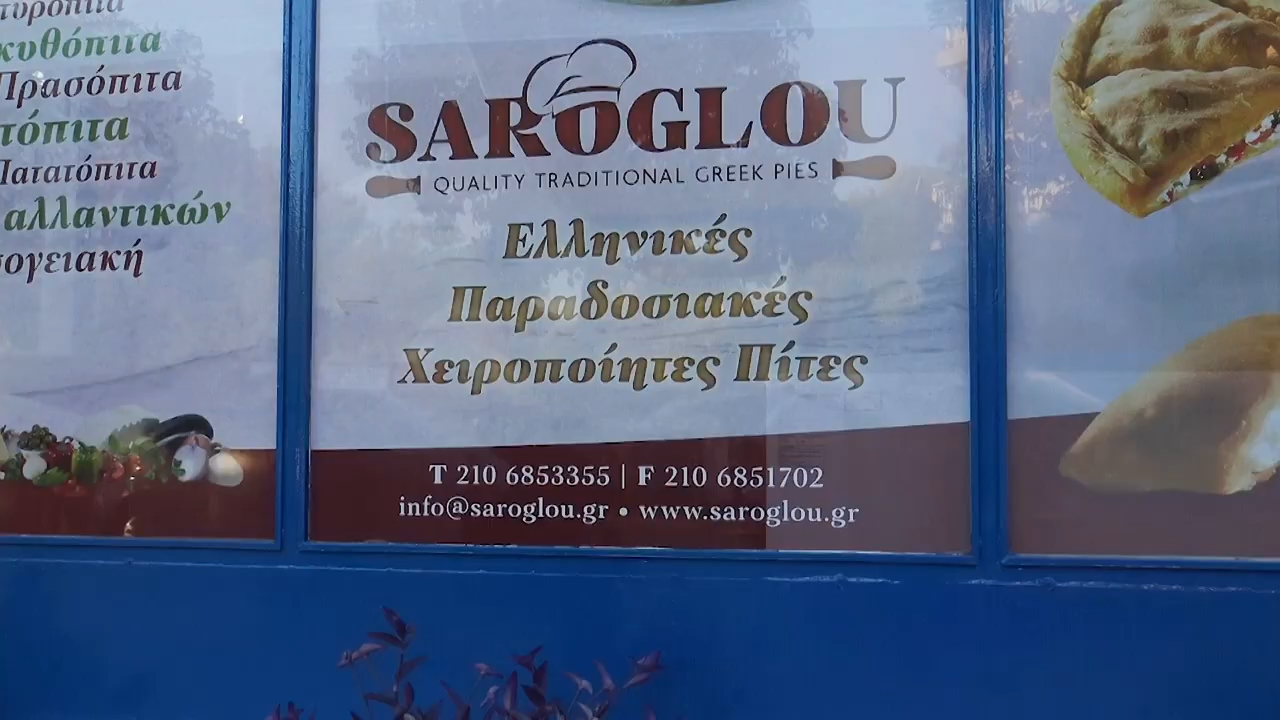 Πρασόπιτα
Πατατόπιτα
SAROGLOU
QUALITY TRADITIONAL GREEK PIES
Ελληνικές
Παραδοσιακές
Χειροποίητες Πίτες
T 210 6853355 | F 210 6851702
info@saroglou.gr • www.saroglou.gr